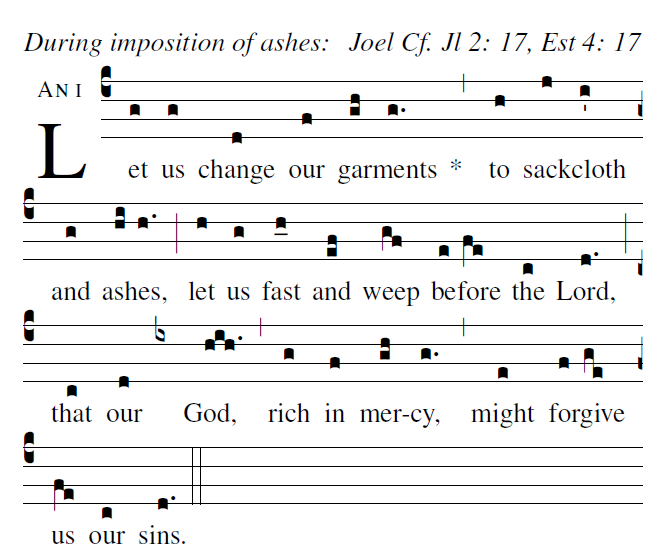 During imposition of ashes: Joel Cf. Jl 2: 17, Est 4: 17
ANI
Let us change our garments * to sackcloth
and ashes, let us fast and weep before the Lord,
that our God, rich in mer-cy, might forgive
us our sins.